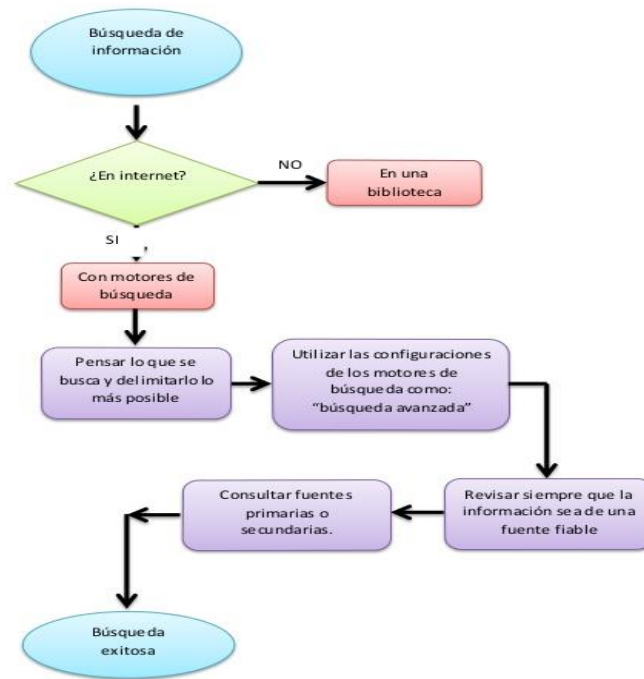 Búsqueda de
información
¿En internet?
NO
En una
biblioteca
SI
Con motores de
búsqueda
Pensar lo que se
busca y delimitarlo lo
más posible
Utilizar las configuraciones
de los motores de
búsqueda como:
“búsqueda avanzada”
Revisar siempre que la
información sea de una
fuente fiable
Consultar fuentes
primarias o
secundarias.
Búsqueda
exitosa